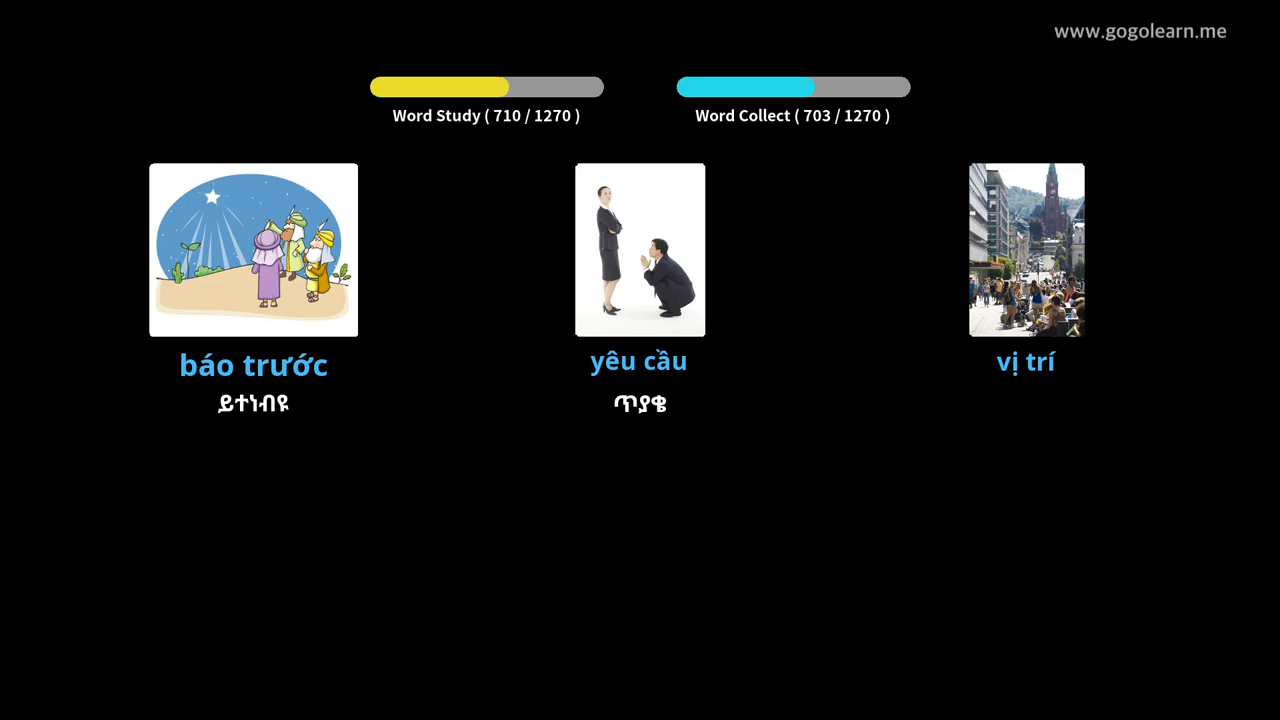 www.gogolearn.me
Word Study ( 710 / 1270 )
Word Collect ( 703 / 1270 )
báo trước
yêu cầu
vị trí
ይተነብዩ
ጥያቄ